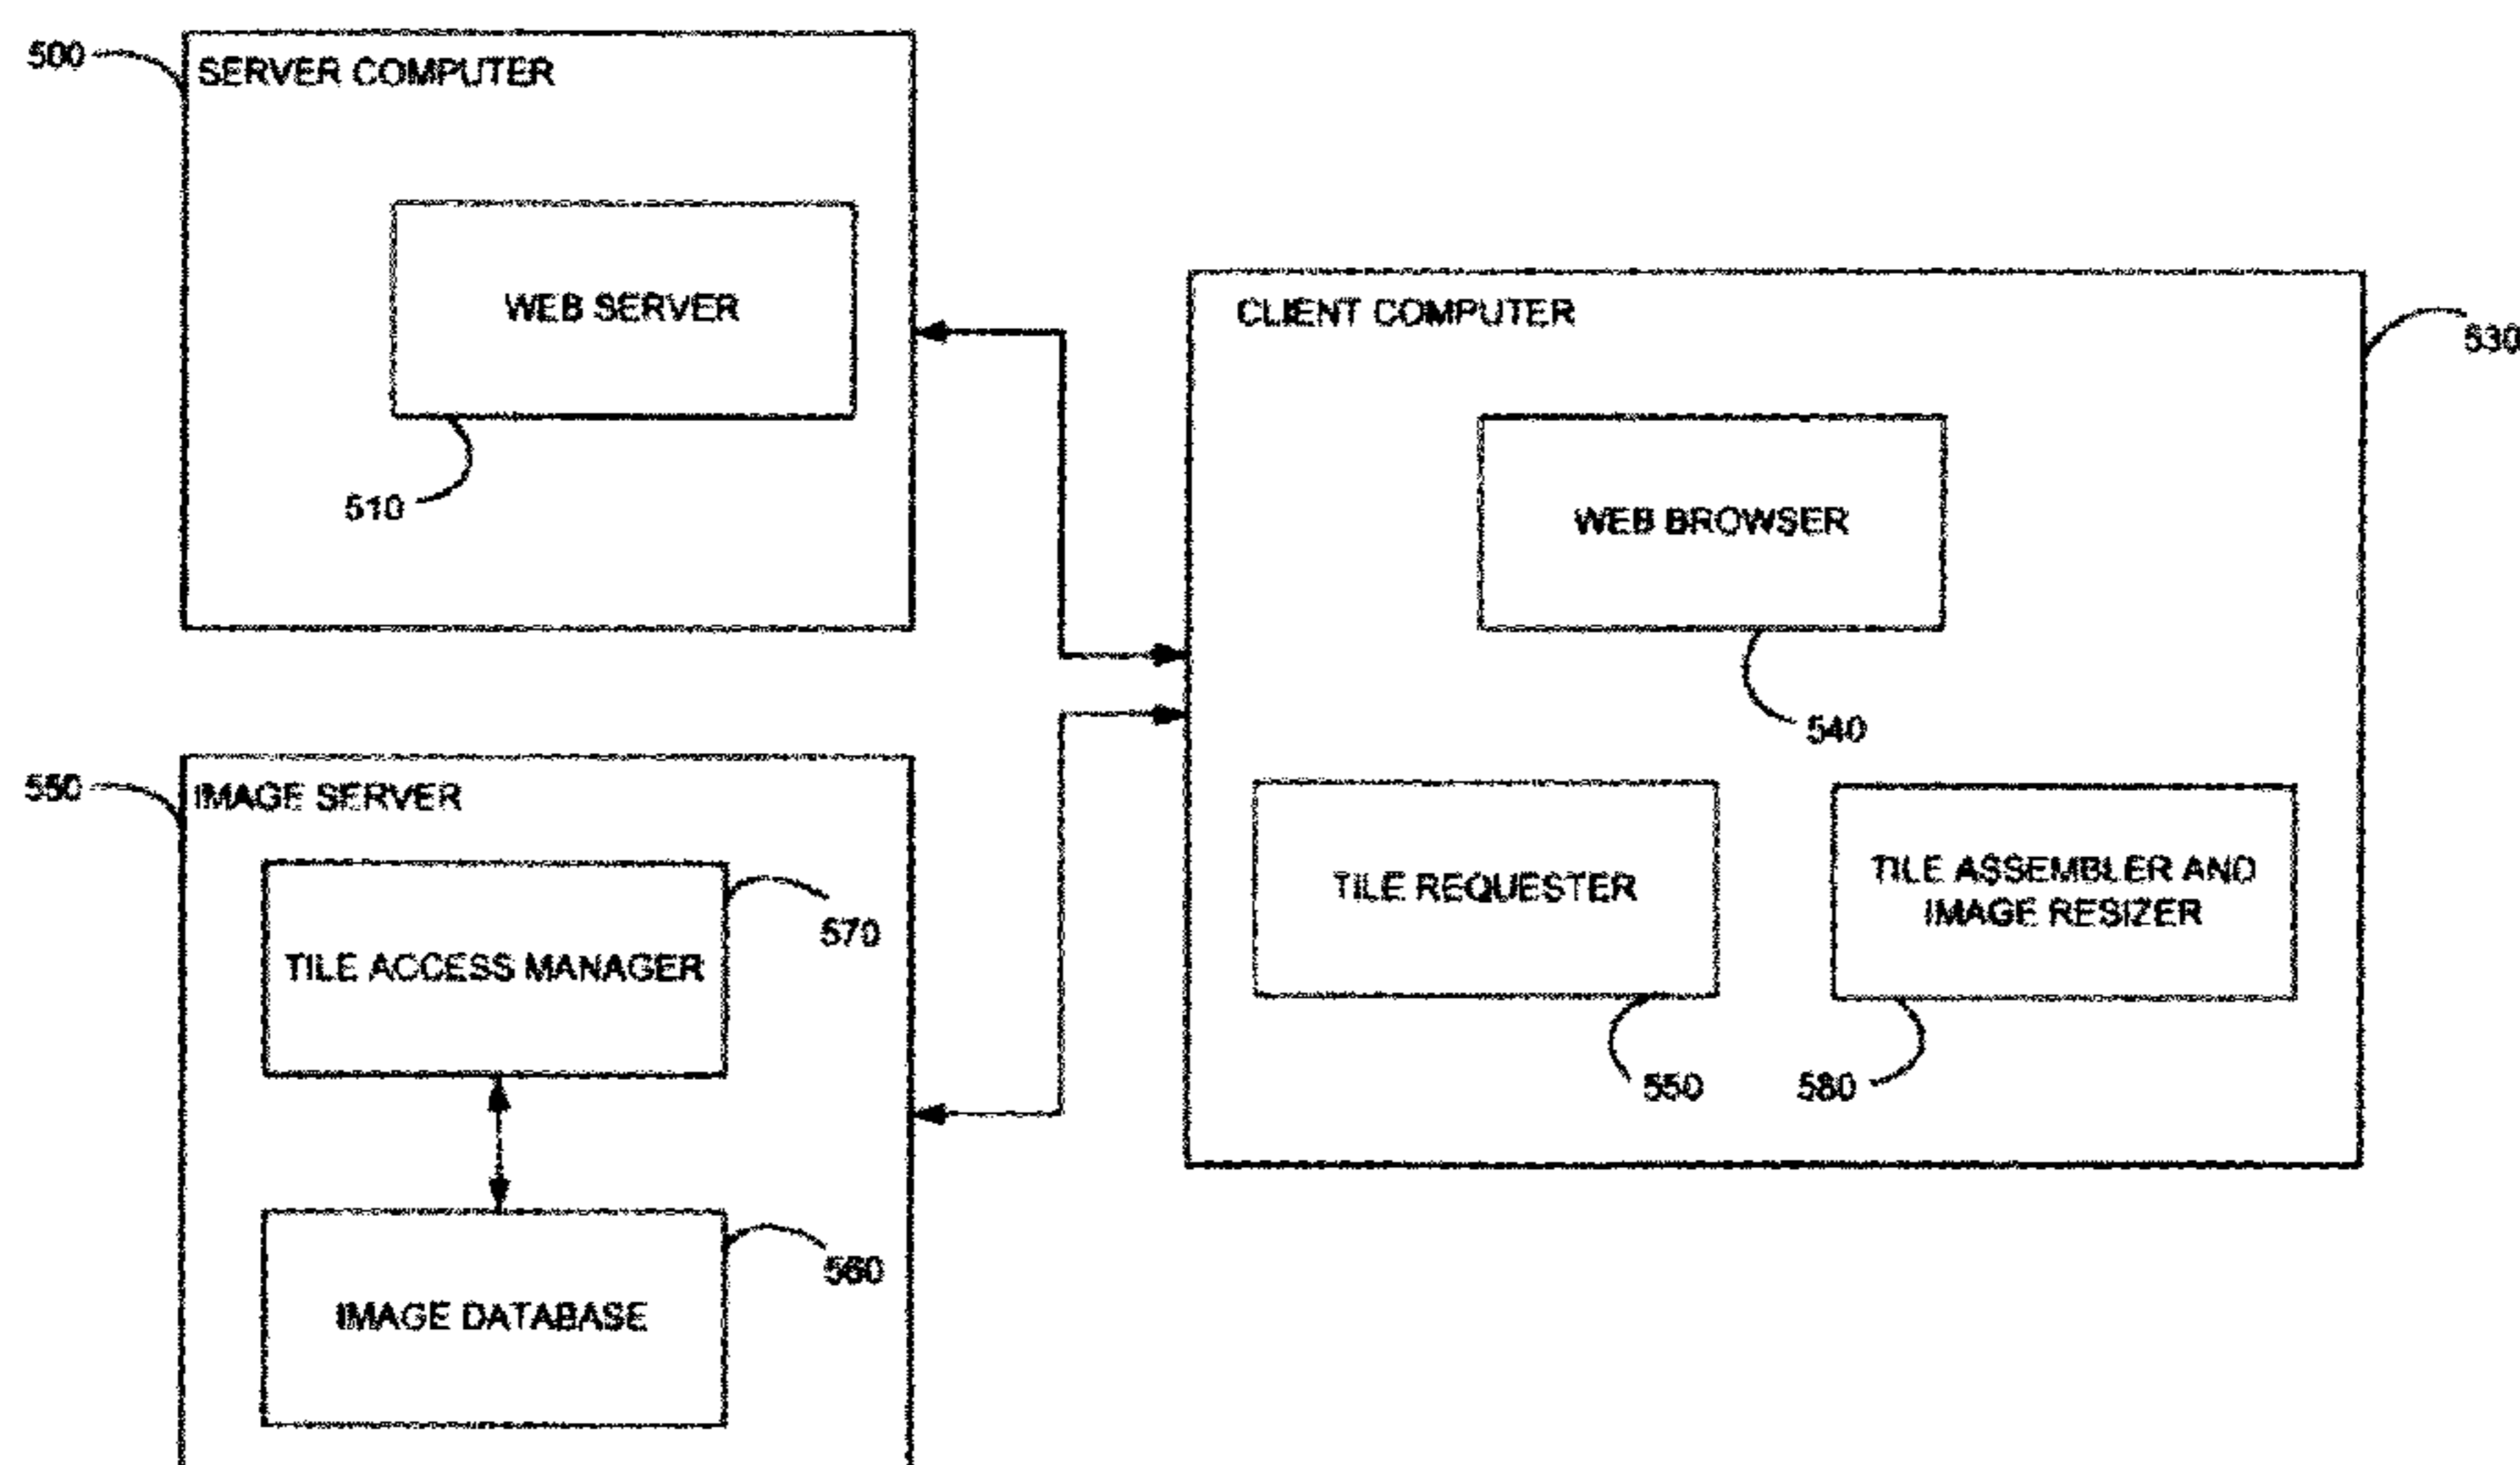 500
SERVER COMPUTER
WEB SERVER
510
CLIENT COMPUTER
530
WEB BROWSER
540
TILE REQUESTER
550
TILE ASSEMBLER AND
IMAGE RESIZER
580
550
IMAGE SERVER
TILE ACCESS MANAGER
570
IMAGE DATABASE
560